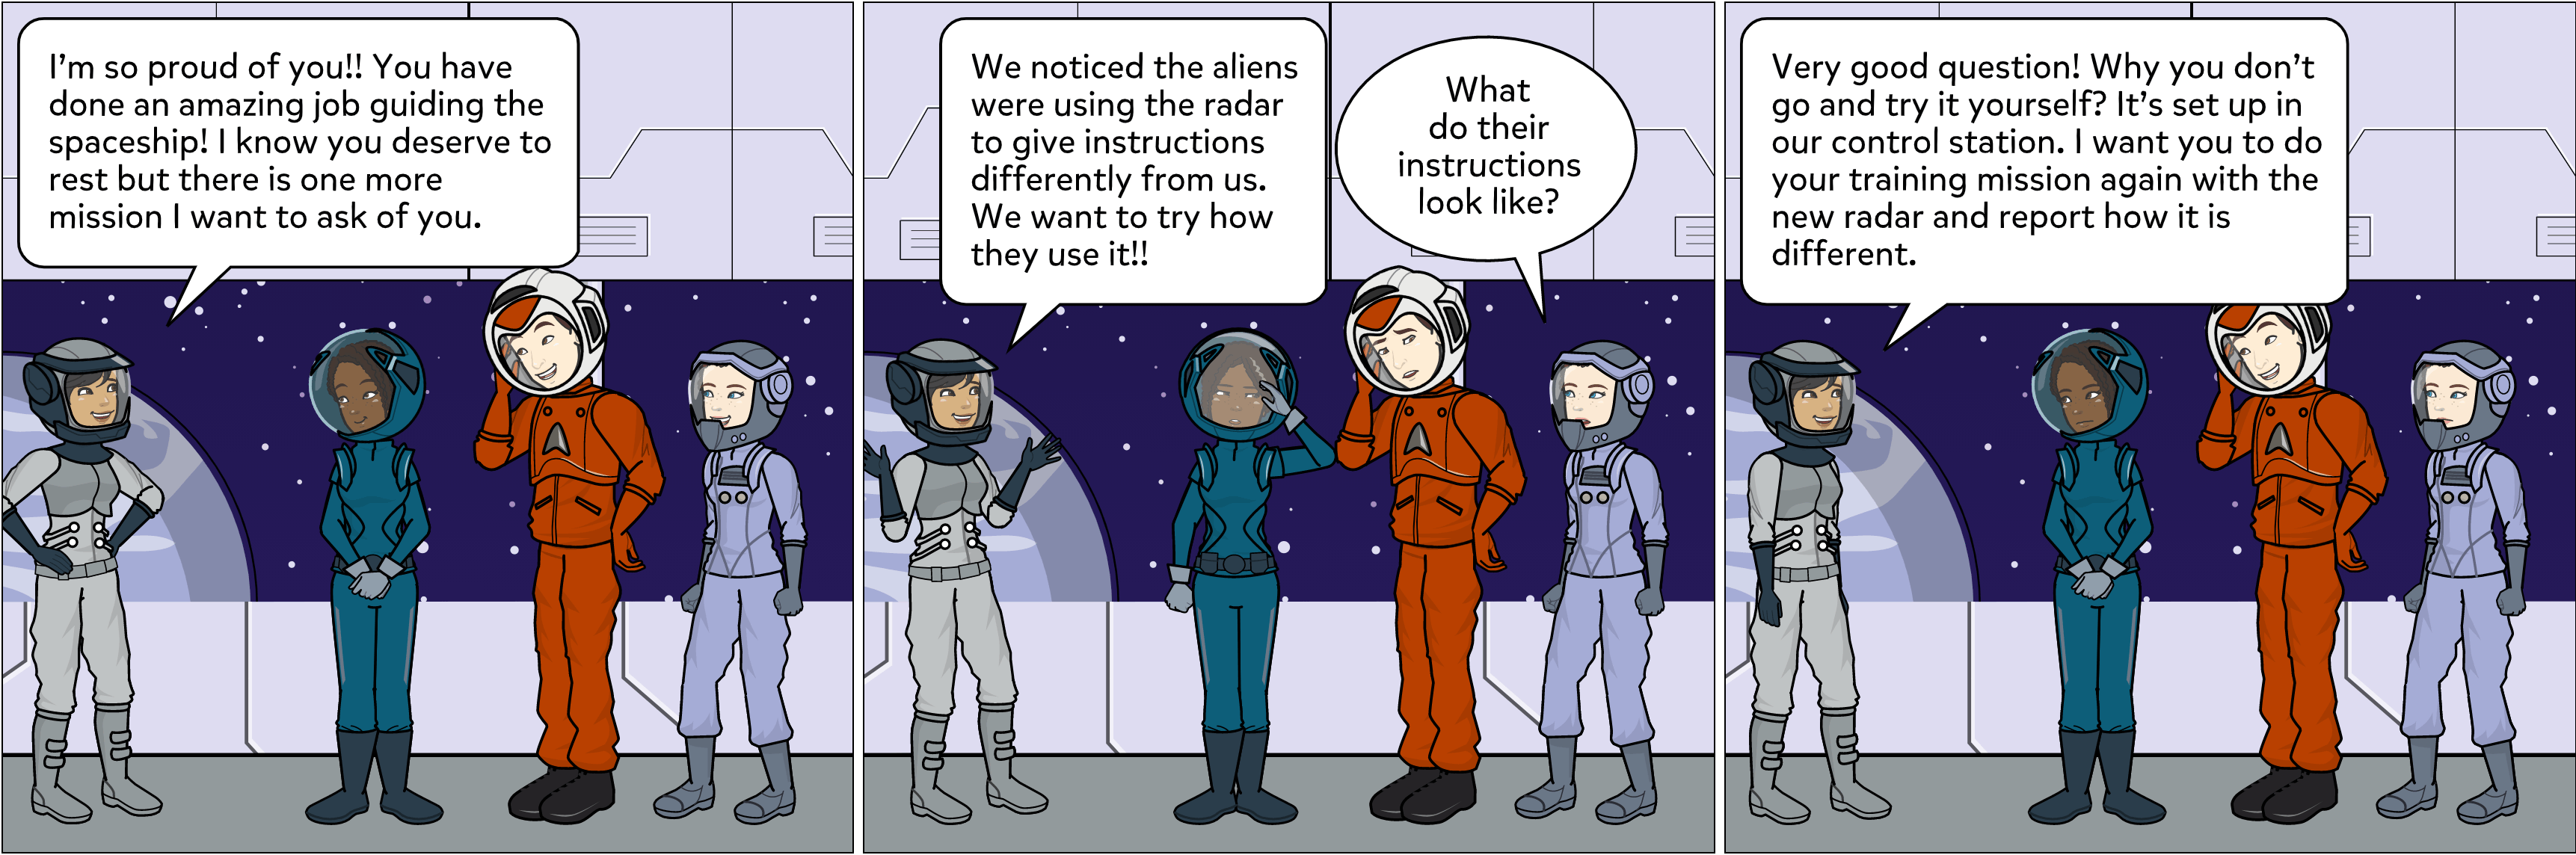 I'm so proud of you!! You have
done an amazing job guiding the
spaceship! I know you deserve to
rest but there is one more
mission I want to ask of you.
We noticed the aliens
were using the radar
to give instructions
differently from us.
We want to try how
they use it!!
What
do their
instructions
look like?
Very good question! Why you don't
go and try it yourself? It's set up in
our control station. I want you to do
your training mission again with the
new radar and report how it is
different.